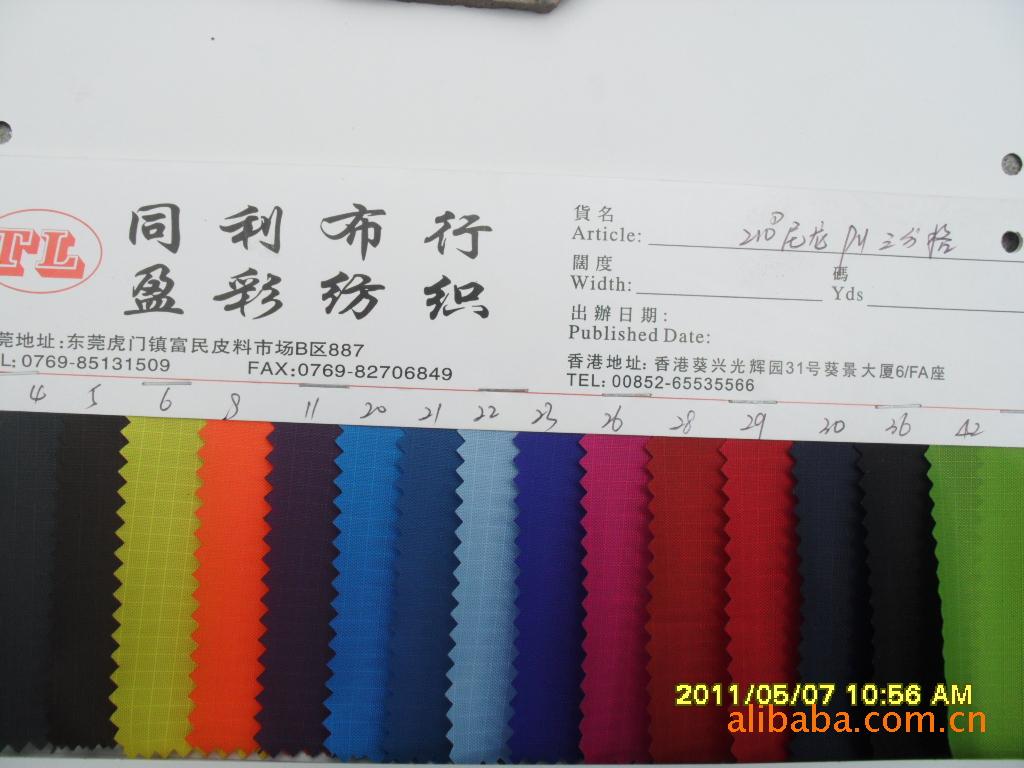 TL
同利布行
盈彩纺织
莞地址:东莞虎门镇富民皮料市场B区887
L: 0769-85131509 FAX:0769-82706849
貨名
Article: 210D尼龙 PU 三分格
闊度 碼
Width: Yds
出辦日期:
Published Date:
香港地址: 香港葵兴光辉园31号葵景大厦6/FA座
TEL: 00852-65535566
4 5 6 8 11 20 21 22 23 26 28 29 30 36 42
2011/05/07 10:56 AM
alibaba.com.cn